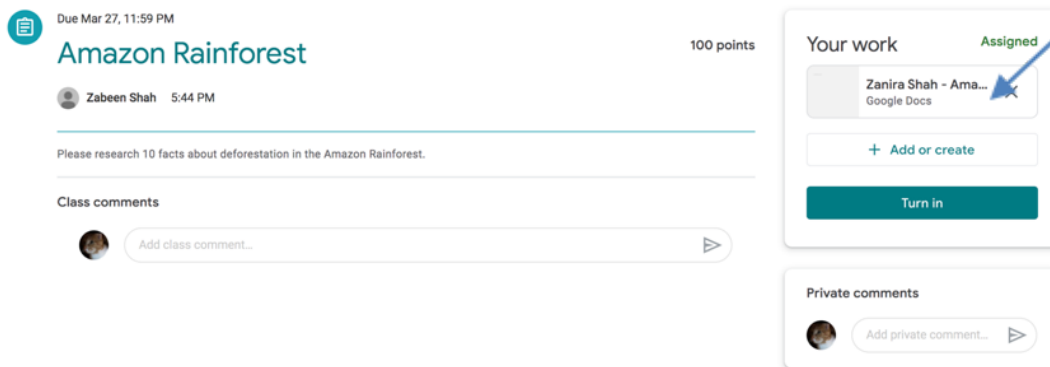 Due Mar 27, 11:59 PM
Amazon Rainforest
100 points
Zabeen Shah 5:44 PM
Please research 10 facts about deforestation in the Amazon Rainforest.
Class comments
Add class comment...
Your work
Assigned
Zanira Shah - Ama...
Google Docs
+ Add or create
Turn in
Private comments
Add private comment...